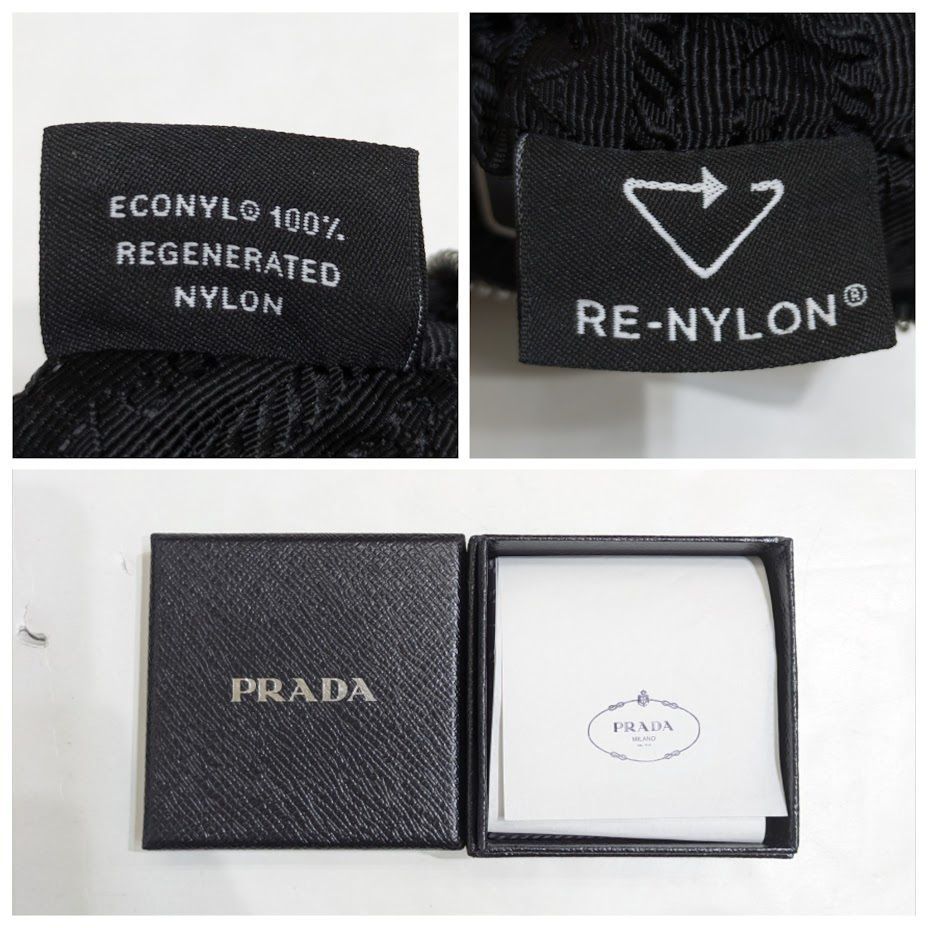 ECONYL® 100%
REGENERATED
NYLON
RE-NYLON®
PRADA
PRADA
MILANO